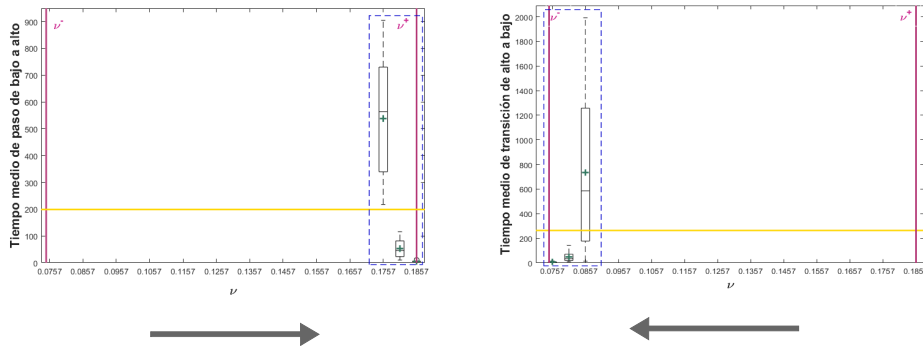 Tiempo medio de paso de bajo a alto
900
800
700
600
500
400
300
200
100
0
ν-
ν+
0.0757 0.0857 0.0957 0.1057 0.1157 0.1257 0.1357 0.1457 0.1557 0.1657 0.1757 0.1857
ν
Tiempo medio de transición de alto a bajo
2000
1800
1600
1400
1200
1000
800
600
400
200
0
ν-
ν+
0.0757 0.0857 0.0957 0.1057 0.1157 0.1257 0.1357 0.1457 0.1557 0.1657 0.1757 0.185
ν